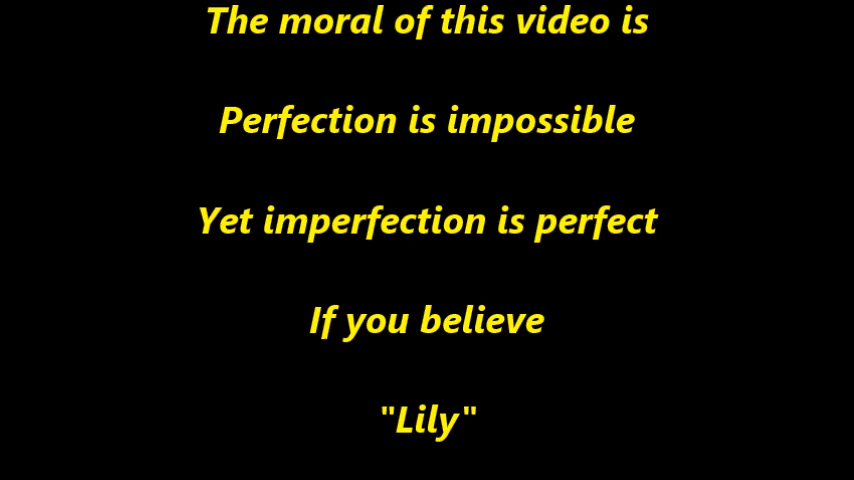 The moral of this video is
Perfection is impossible
Yet imperfection is perfect
If you believe
"Lily"